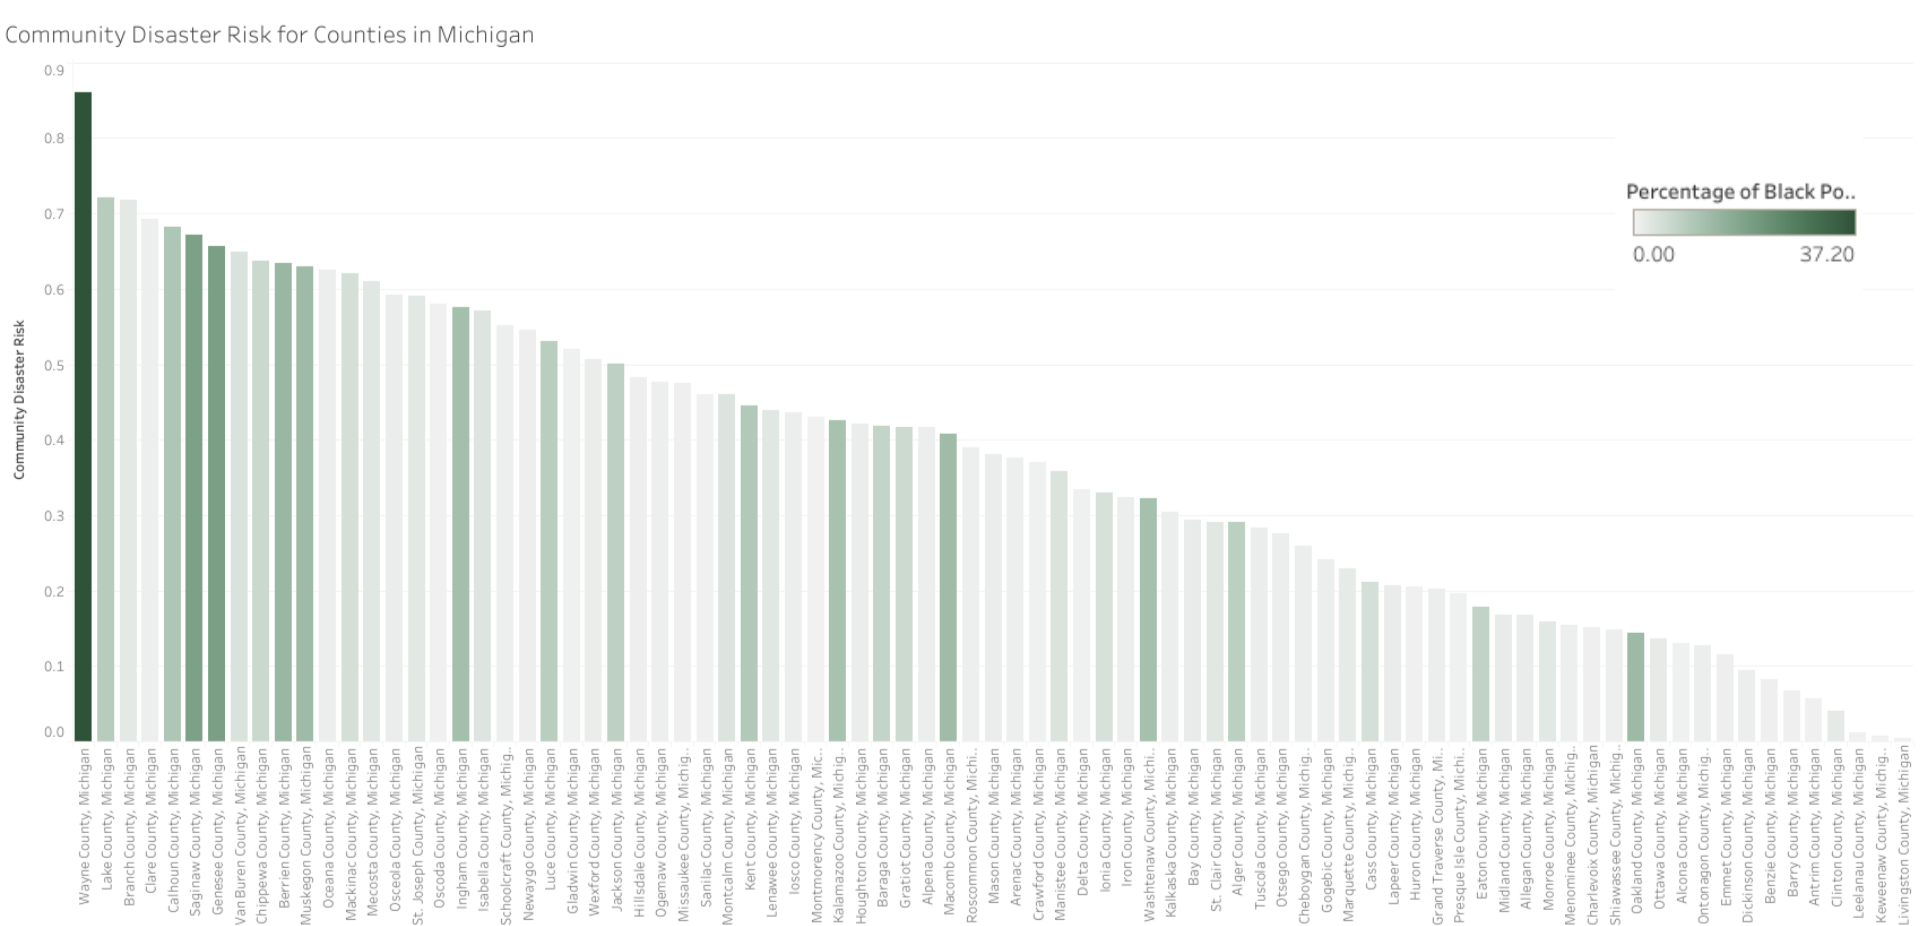 Community Disaster Risk for Counties in Michigan
0.9
0.8
0.7
0.6
0.5
0.4
0.3
0.2
0.1
0.0
Community Disaster Risk
Percentage of Black Po..
0.00 37.20
Wayne County, Michigan
Lake County, Michigan
Branch County, Michigan
Clare County, Michigan
Calhoun County, Michigan
Saginaw County, Michigan
Genesee County, Michigan
Van Buren County, Michigan
Chippewa County, Michigan
Berrien County, Michigan
Muskegon County, Michigan
Oceana County, Michigan
Mackinac County, Michigan
Mecosta County, Michigan
Osceola County, Michigan
St. Joseph County, Michigan
Oscoda County, Michigan
Ingham County, Michigan
Isabella County, Michigan
Schoolcraft County, Michig..
Newaygo County, Michigan
Luce County, Michigan
Gladwin County, Michigan
Wexford County, Michigan
Jackson County, Michigan
Hillsdale County, Michigan
Ogemaw County, Michigan
Missaukee County, Michig..
Sanilac County, Michigan
Montcalm County, Michigan
Kent County, Michigan
Lenawee County, Michigan
Iosco County, Michigan
Montmorency County, Mic..
Kalamazoo County, Michig..
Houghton County, Michigan
Baraga County, Michigan
Gratiot County, Michigan
Alpena County, Michigan
Macomb County, Michigan
Roscommon County, Michi..
Mason County, Michigan
Arenac County, Michigan
Crawford County, Michigan
Manistee County, Michigan
Delta County, Michigan
Ionia County, Michigan
Iron County, Michigan
Washtenaw County, Michi..
Kalkaska County, Michigan
Bay County, Michigan
St. Clair County, Michigan
Alger County, Michigan
Tuscola County, Michigan
Otsego County, Michigan
Cheboygan County, Michig..
Gogebic County, Michigan
Marquette County, Michig..
Cass County, Michigan
Lapeer County, Michigan
Huron County, Michigan
Grand Traverse County, Mi..
Presque Isle County, Michi..
Eaton County, Michigan
Midland County, Michigan
Allegan County, Michigan
Monroe County, Michigan
Menominee County, Michig..
Charlevoix County, Michigan
Shiawassee County, Michig..
Oakland County, Michigan
Ottawa County, Michigan
Alcona County, Michigan
Ontonagon County, Michig..
Emmet County, Michigan
Dickinson County, Michigan
Benzie County, Michigan
Barry County, Michigan
Antrim County, Michigan
Clinton County, Michigan
Leelanau County, Michigan
Keweenaw County, Michig..
Livingston County, Michigan